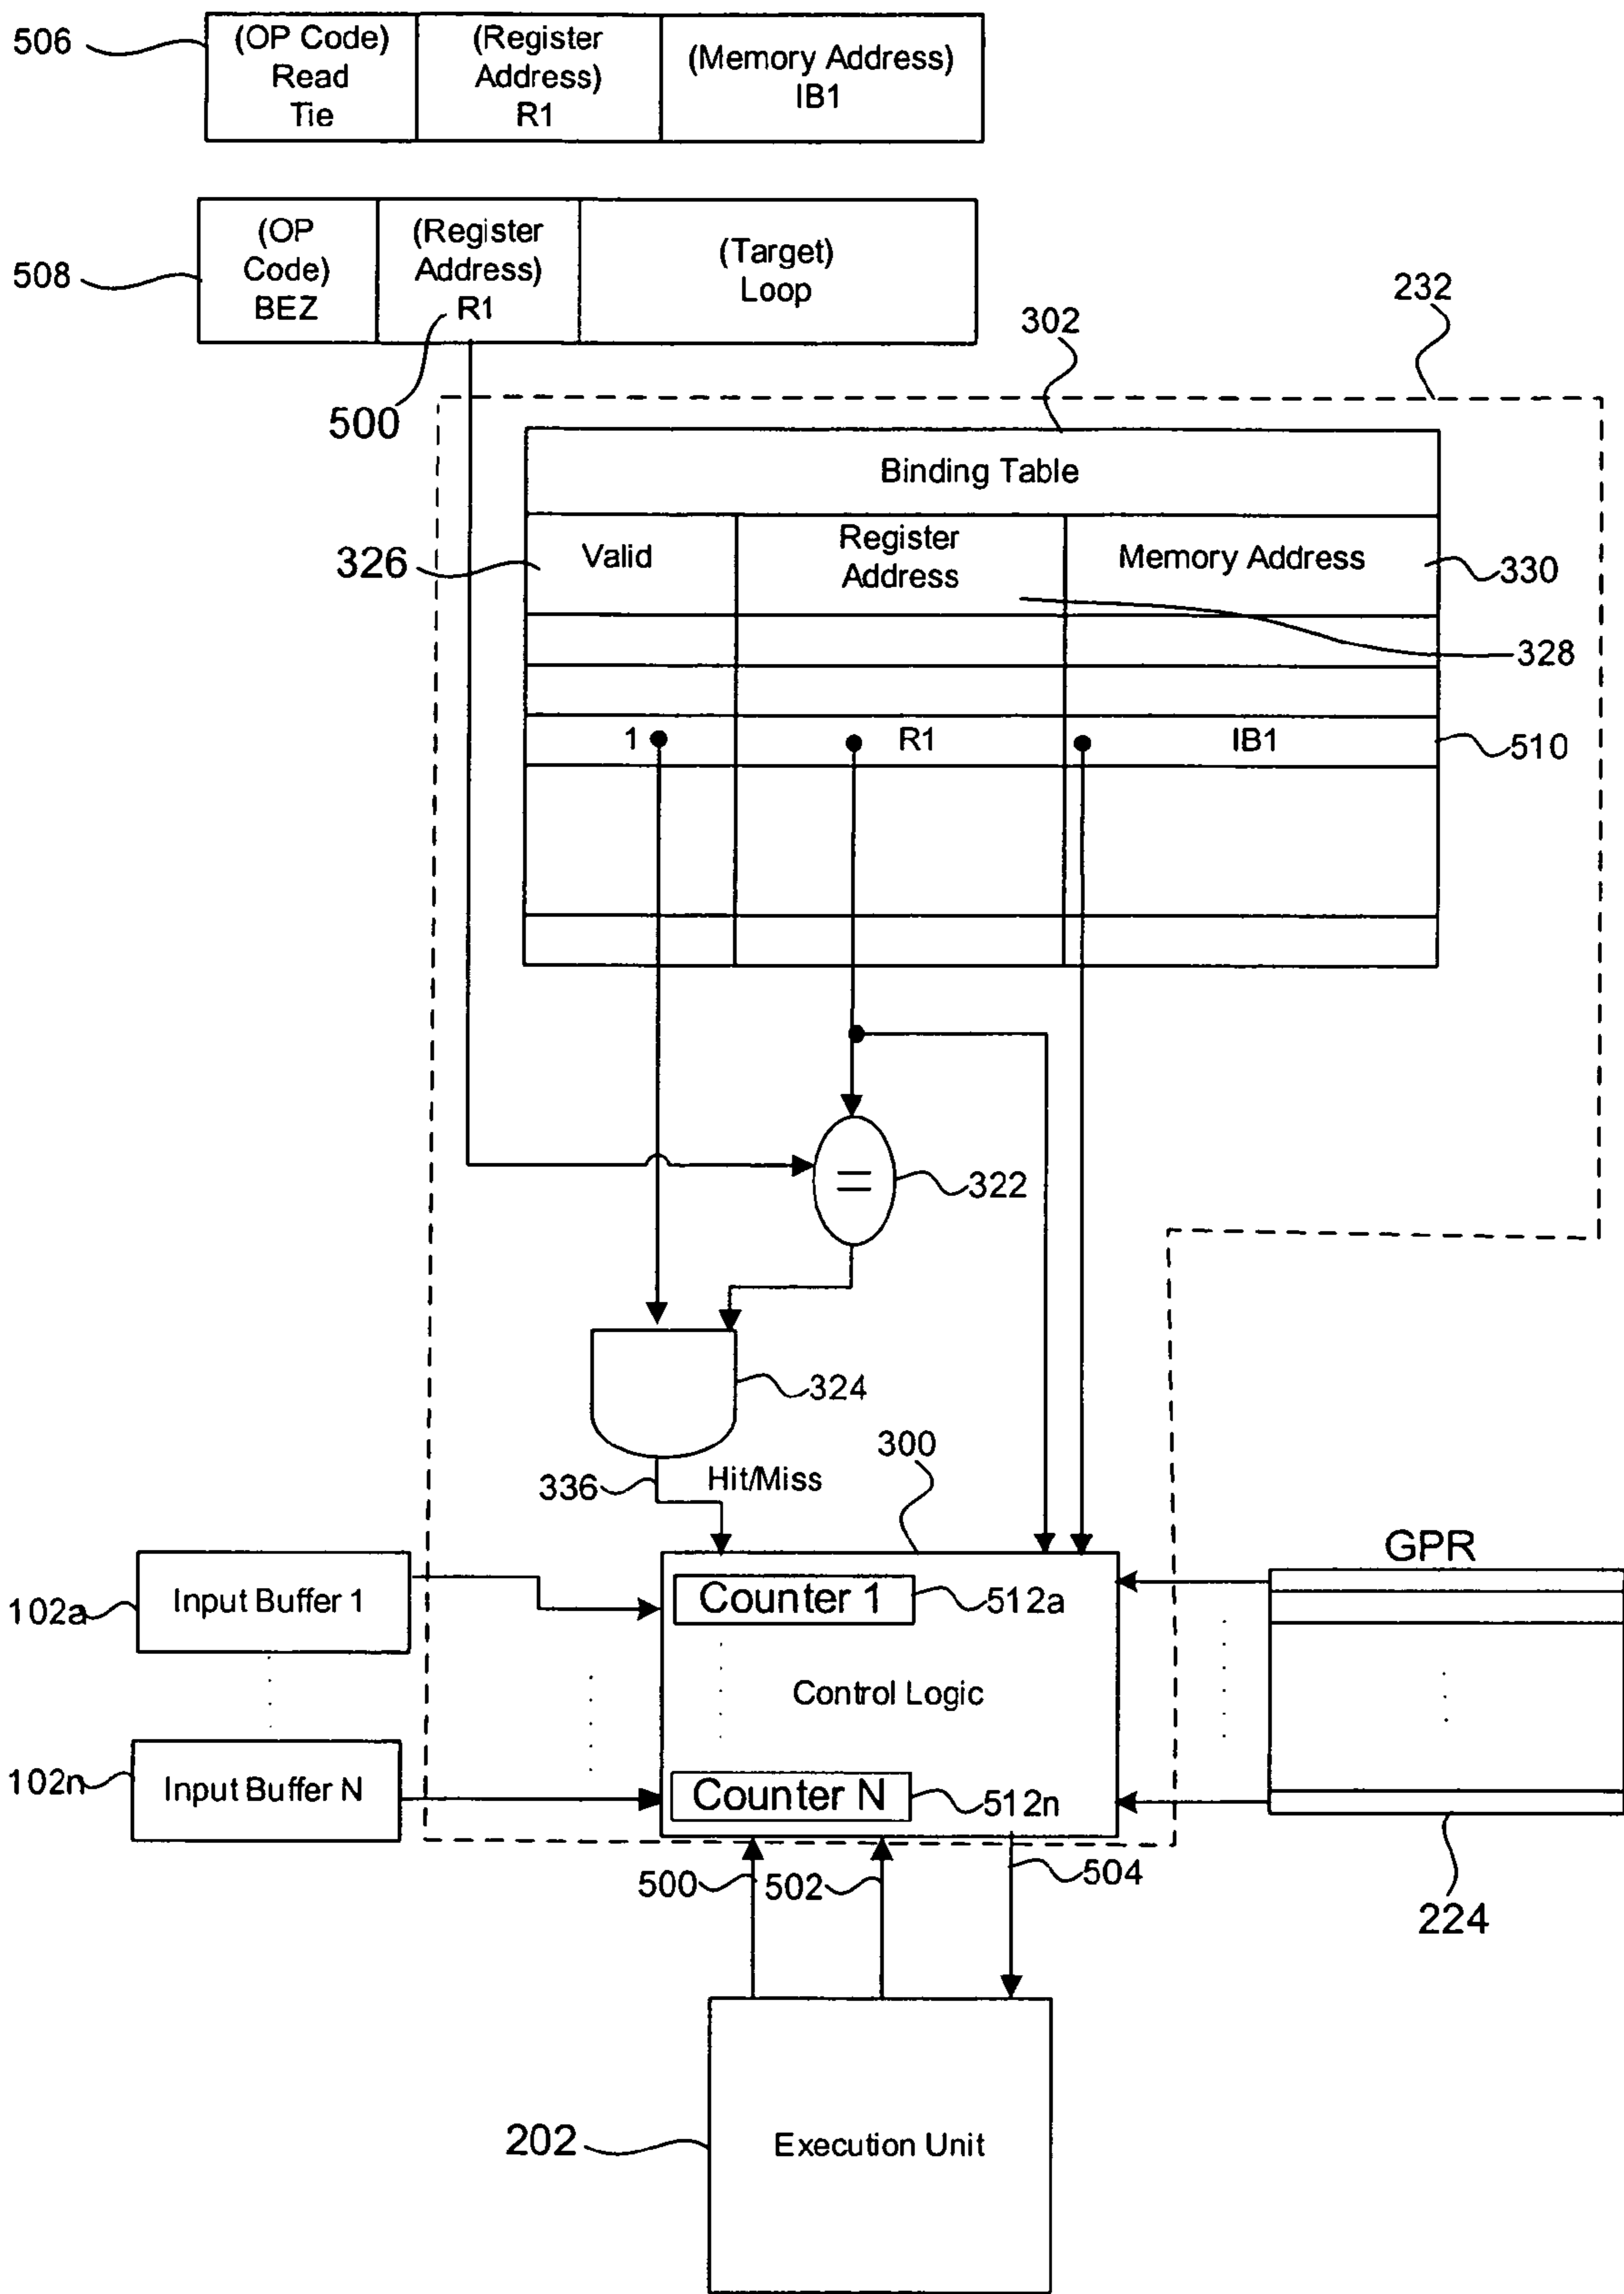 506
(OP Code)
Read
Tie
(Register
Address)
R1
(Memory Address)
IB1
508
(OP
Code)
BEZ
(Register
Address)
R1
(Target)
Loop
500
302
232
Binding Table
326
Valid
Register
Address
Memory Address
330
328
1
R1
IB1
510
=
322
324
336
Hit/Miss
300
GPR
102a
Input Buffer 1
Counter 1
512a
Control Logic
102n
Input Buffer N
Counter N
512n
500
502
504
224
202
Execution Unit